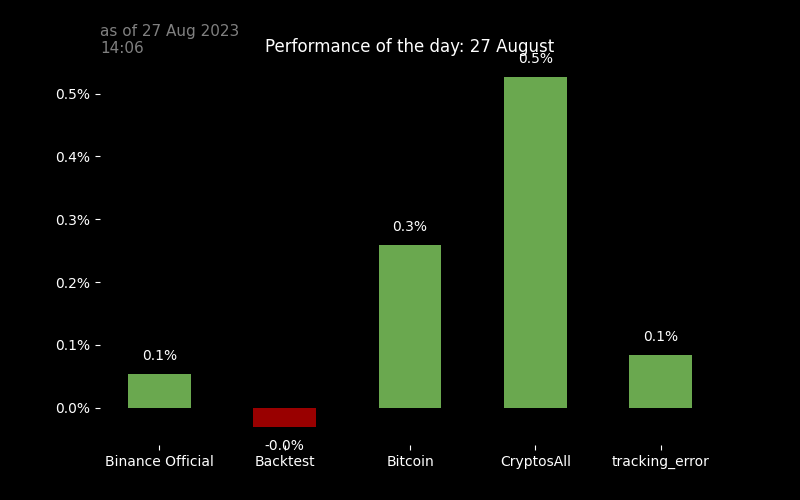 as of 27 Aug 2023
14:06
Performance of the day: 27 August
0.5%
0.5%
0.4%
0.3%
0.3%
0.2%
0.1%
0.1%
0.1%
0.0%
-0.0%
Binance Official
Backtest
Bitcoin
CryptosAll
tracking_error